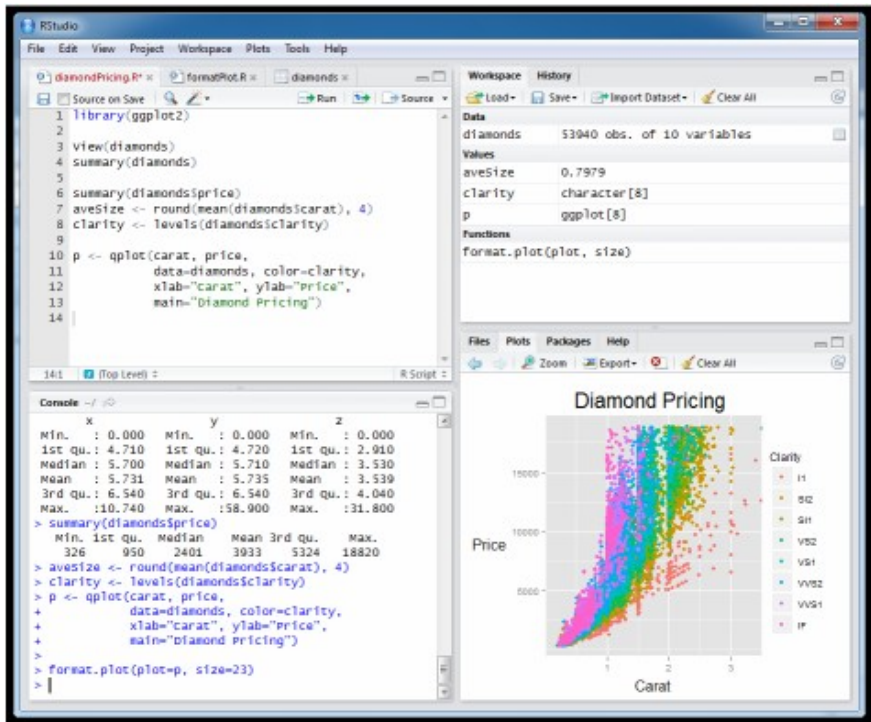 RStudio
File Edit View Project Workspace Plots Tools Help
diamondPricing.R* formatPlot.R diamonds
Source on Save Run Source
1 library(ggplot2)
2
3 view(diamonds)
4 summary(diamonds)
5
6 summary(diamonds$price)
7 aveSize <- round(mean(diamonds$carat), 4)
8 clarity <- levels(diamonds$clarity)
9
10 p <- qplot(carat, price,
11 data=diamonds, color=clarity,
12 xlab="Carat", ylab="Price",
13 main="Diamond Pricing")
14
14:1 (Top Level) R Script
Console ~/
x y z
Min. : 0.000 Min. : 0.000 Min. : 0.000
1st Qu.: 4.710 1st Qu.: 4.720 1st Qu.: 2.910
Median : 5.700 Median : 5.710 Median : 3.530
Mean : 5.731 Mean : 5.735 Mean : 3.539
3rd Qu.: 6.540 3rd Qu.: 6.540 3rd Qu.: 4.040
Max. :10.740 Max. :58.900 Max. :31.800
> summary(diamonds$price)
Min. 1st Qu. Median Mean 3rd Qu. Max.
326 950 2401 3933 5324 18820
> aveSize <- round(mean(diamonds$carat), 4)
> clarity <- levels(diamonds$clarity)
> p <- qplot(carat, price,
+ data=diamonds, color=clarity,
+ xlab="Carat", ylab="Price",
+ main="Diamond Pricing")
>
> format.plot(plot=p, size=23)
>
Workspace History
Load Save Import Dataset Clear All
Data
diamonds 53940 obs. of 10 variables
Values
aveSize 0.7979
clarity character[8]
p ggplot[8]
Functions
format.plot(plot, size)
Files Plots Packages Help
Zoom Export Clear All
Diamond Pricing
Clarity
I1
SI2
SI1
VS2
VS1
VVS2
VVS1
IF
Price
15000
10000
5000
1 2 3
Carat